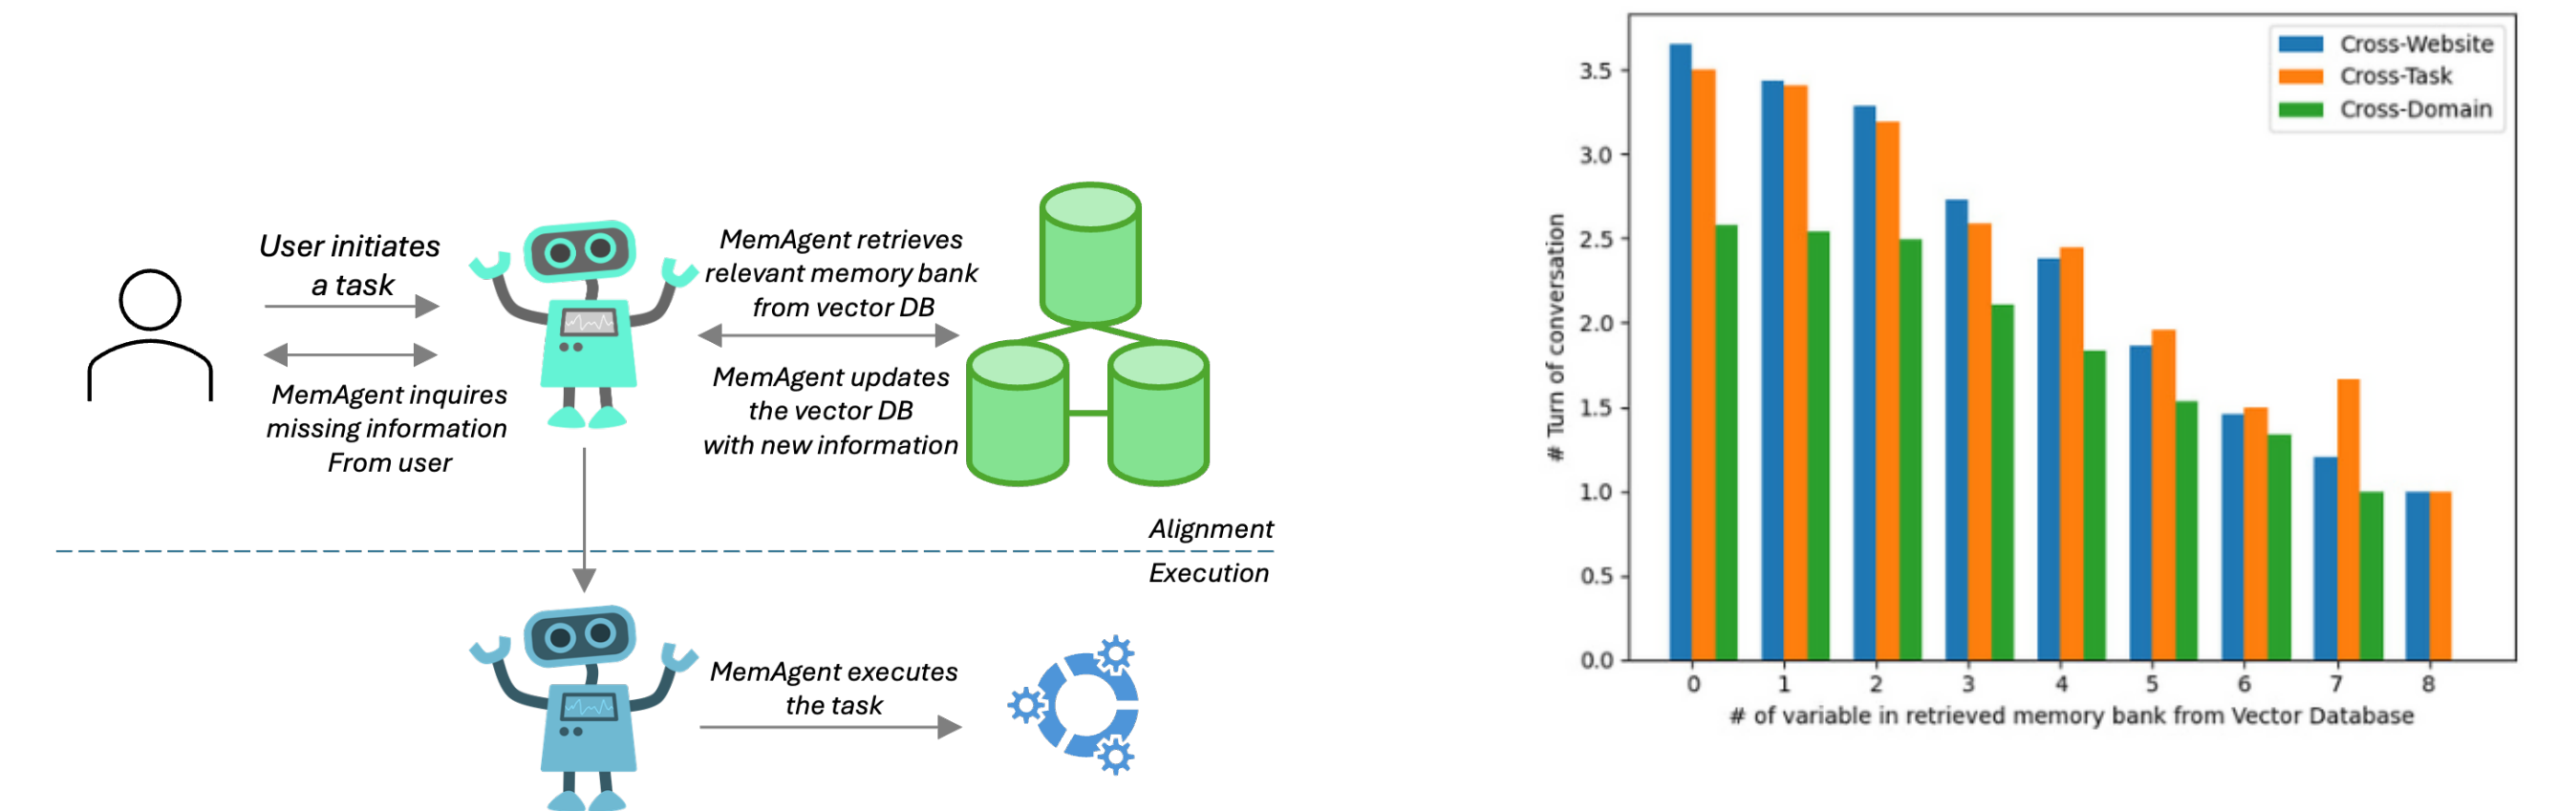 User initiates
a task
MemAgent inquires
missing information
From user
MemAgent retrieves
relevant memory bank
from vector DB
MemAgent updates
the vector DB
with new information
Alignment
Execution
MemAgent executes
the task
# Turn of conversation
3.5
3.0
2.5
2.0
1.5
1.0
0.5
0.0
Cross-Website
Cross-Task
Cross-Domain
0 1 2 3 4 5 6 7 8
# of variable in retrieved memory bank from Vector Database